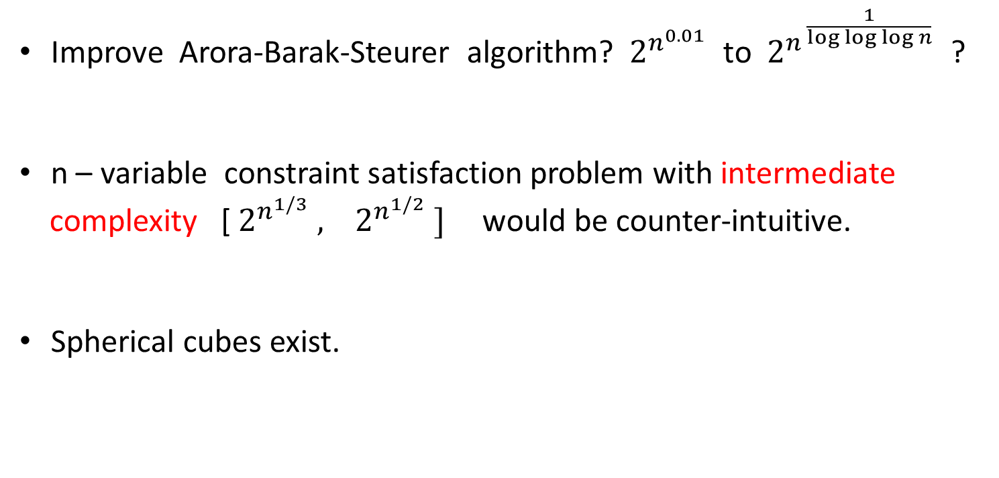 • Improve Arora-Barak-Steurer algorithm? $2^{n^{0.01}}$ to $2^{n^{\frac{1}{\log \log \log n}}}$ ?
• n – variable constraint satisfaction problem with intermediate
complexity [ $2^{n^{1/3}}$ , $2^{n^{1/2}}$ ] would be counter-intuitive.
• Spherical cubes exist.